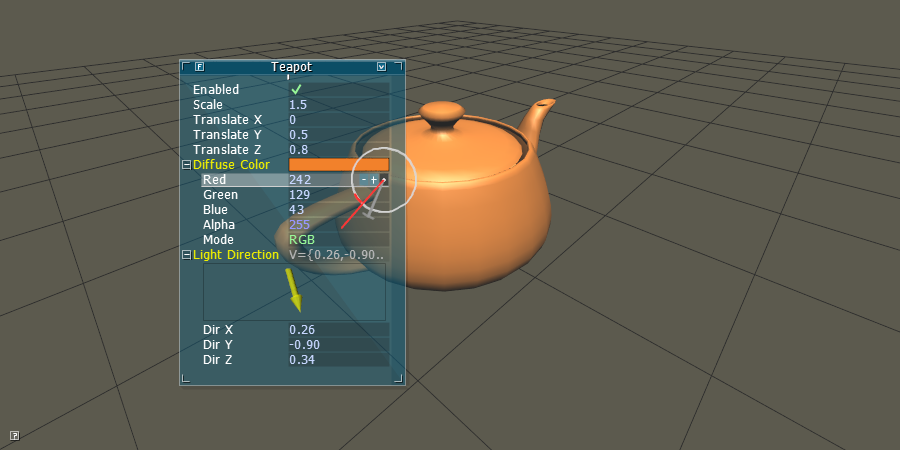 F Teapot v
Enabled ✓
Scale 1.5
Translate X 0
Translate Y 0.5
Translate Z 0.8
Diffuse Color
Red 242 - +
Green 129
Blue 43
Alpha 255
Mode RGB
Light Direction V={0.26,-0.90..
Dir X 0.26
Dir Y -0.90
Dir Z 0.34
?